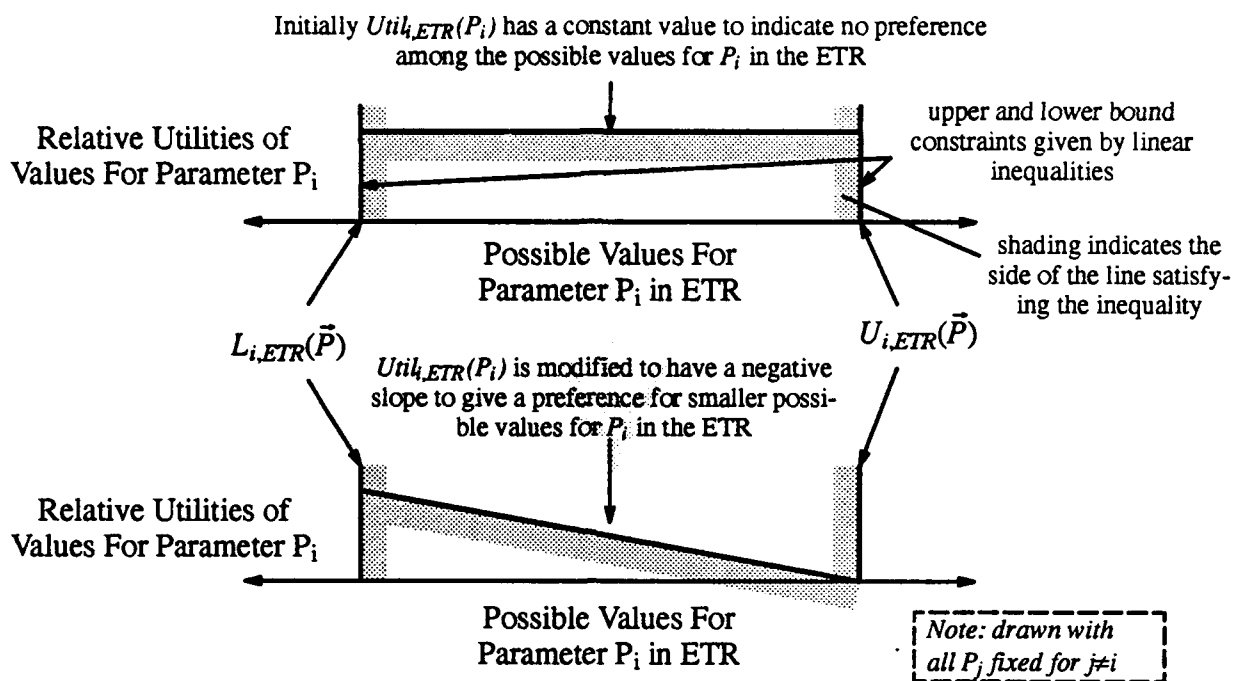 Initially Util_i,ETR(P_i) has a constant value to indicate no preference
among the possible values for P_i in the ETR
Relative Utilities of
Values For Parameter P_i
upper and lower bound
constraints given by linear
inequalities
Possible Values For
Parameter P_i in ETR
shading indicates the
side of the line satisfy-
ing the inequality
L_i,ETR(P⃗)
U_i,ETR(P⃗)
Util_i,ETR(P_i) is modified to have a negative
slope to give a preference for smaller possi-
ble values for P_i in the ETR
Relative Utilities of
Values For Parameter P_i
Possible Values For
Parameter P_i in ETR
Note: drawn with
all P_j fixed for j≠i